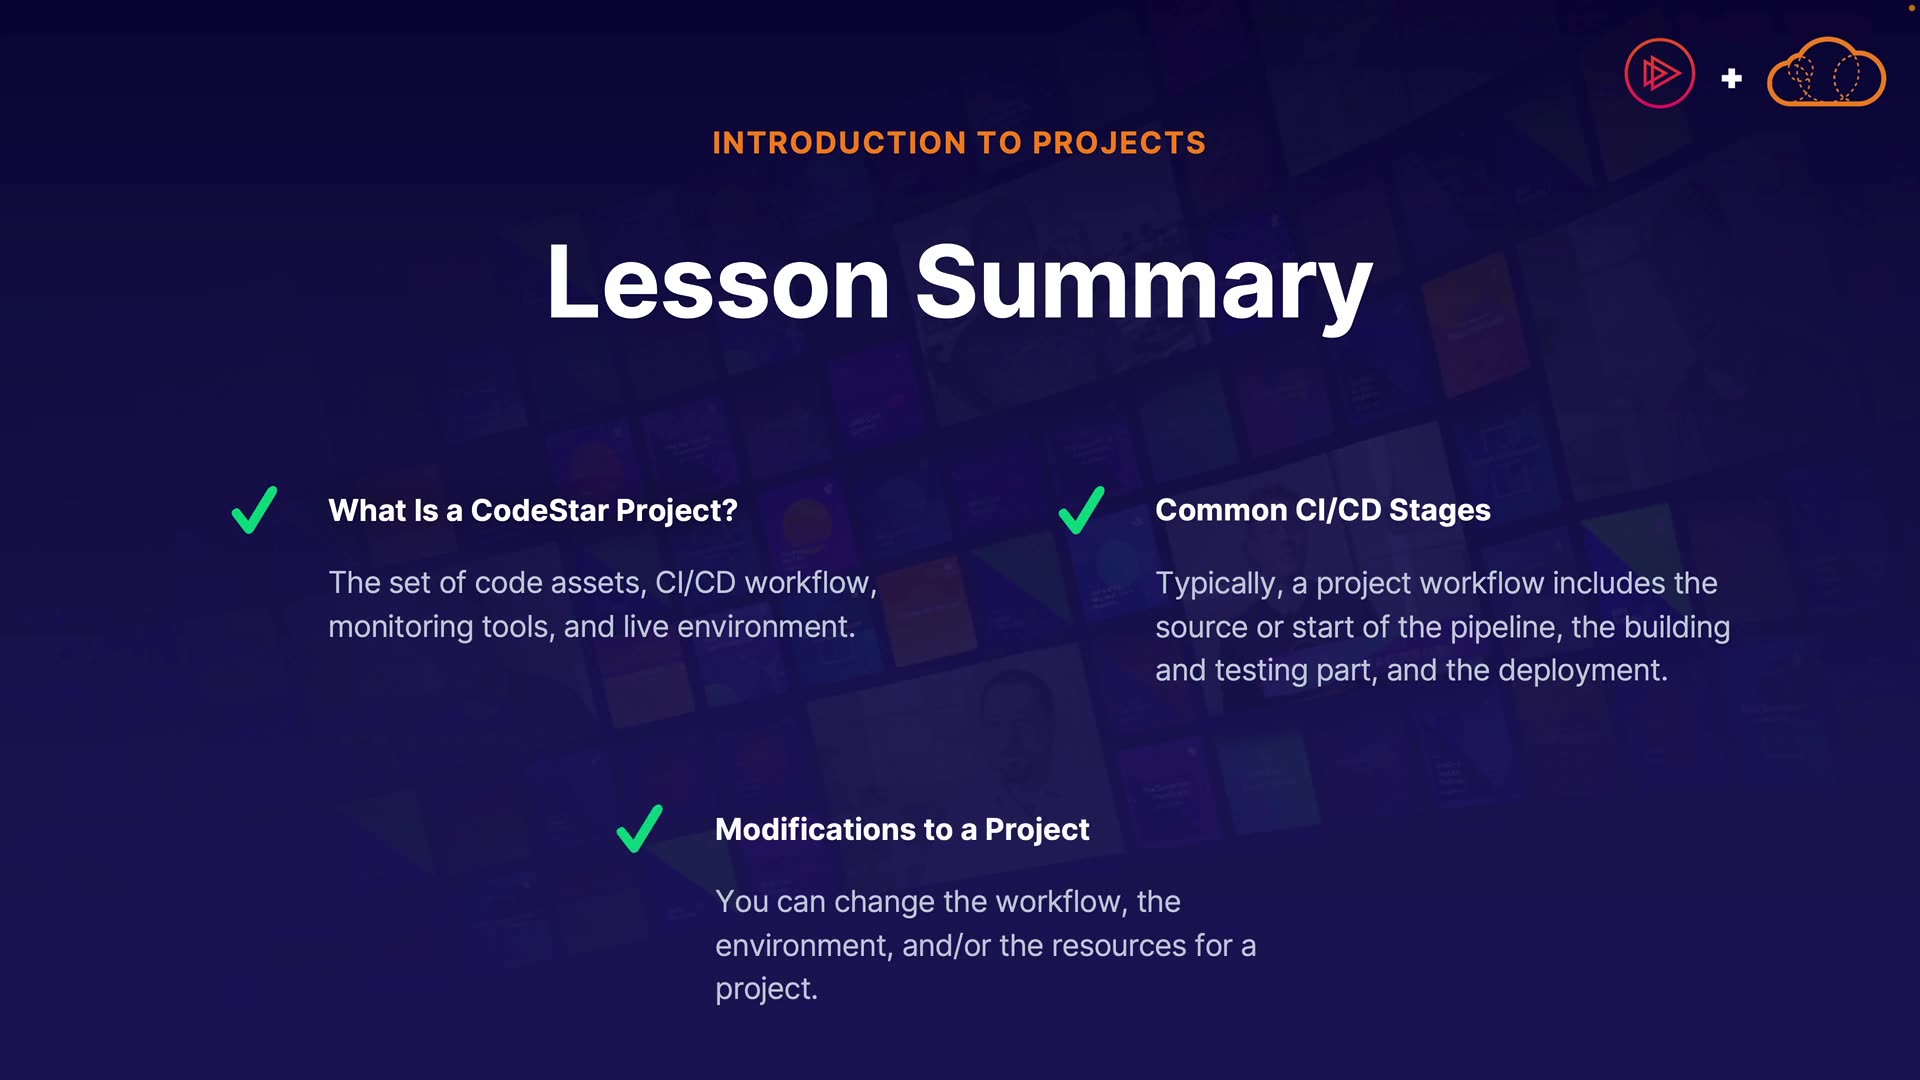 INTRODUCTION TO PROJECTS
Lesson Summary
What Is a CodeStar Project?
The set of code assets, CI/CD workflow,
monitoring tools, and live environment.
Common CI/CD Stages
Typically, a project workflow includes the
source or start of the pipeline, the building
and testing part, and the deployment.
Modifications to a Project
You can change the workflow, the
environment, and/or the resources for a
project.